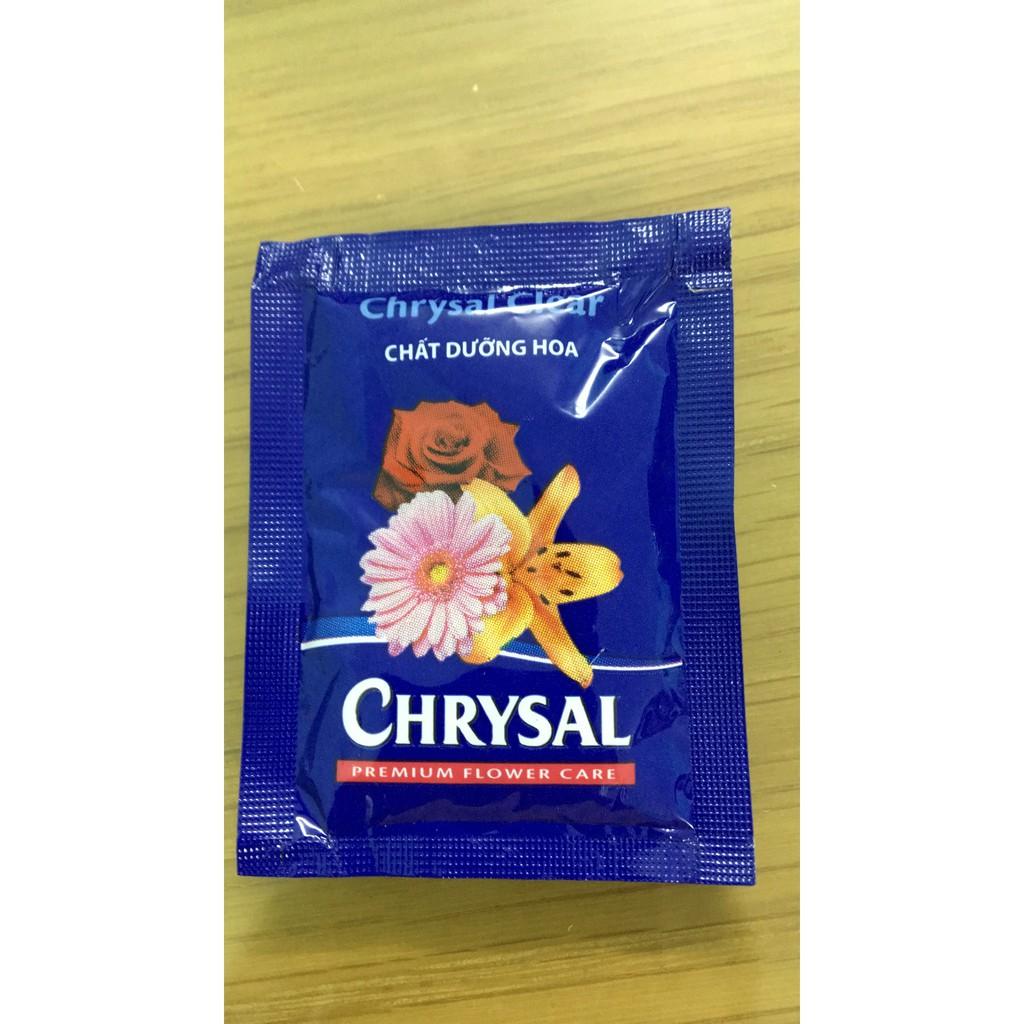 Chrysal Clear
CHẤT DƯỠNG HOA
CHRYSAL
PREMIUM FLOWER CARE